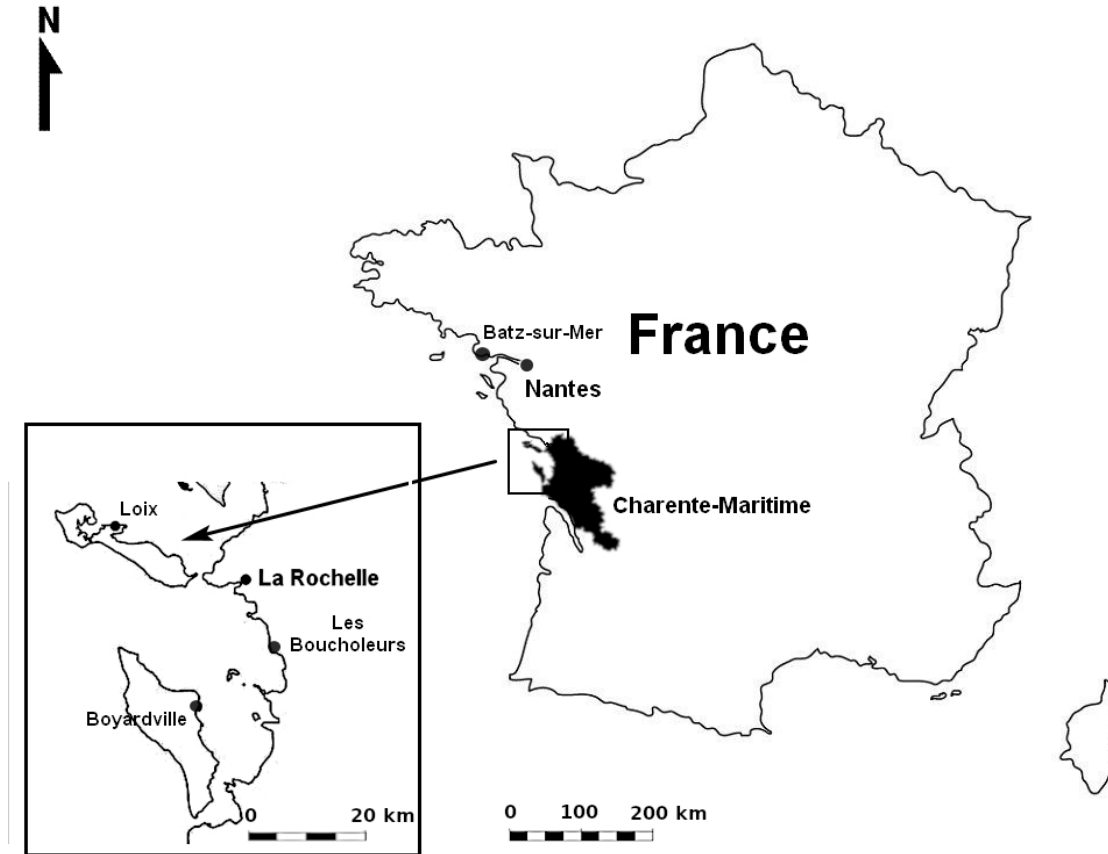 N
Batz-sur-Mer
France
Nantes
Charente-Maritime
Loix
La Rochelle
Les
Boucholeurs
Boyardville
0 20 km
0 100 200 km